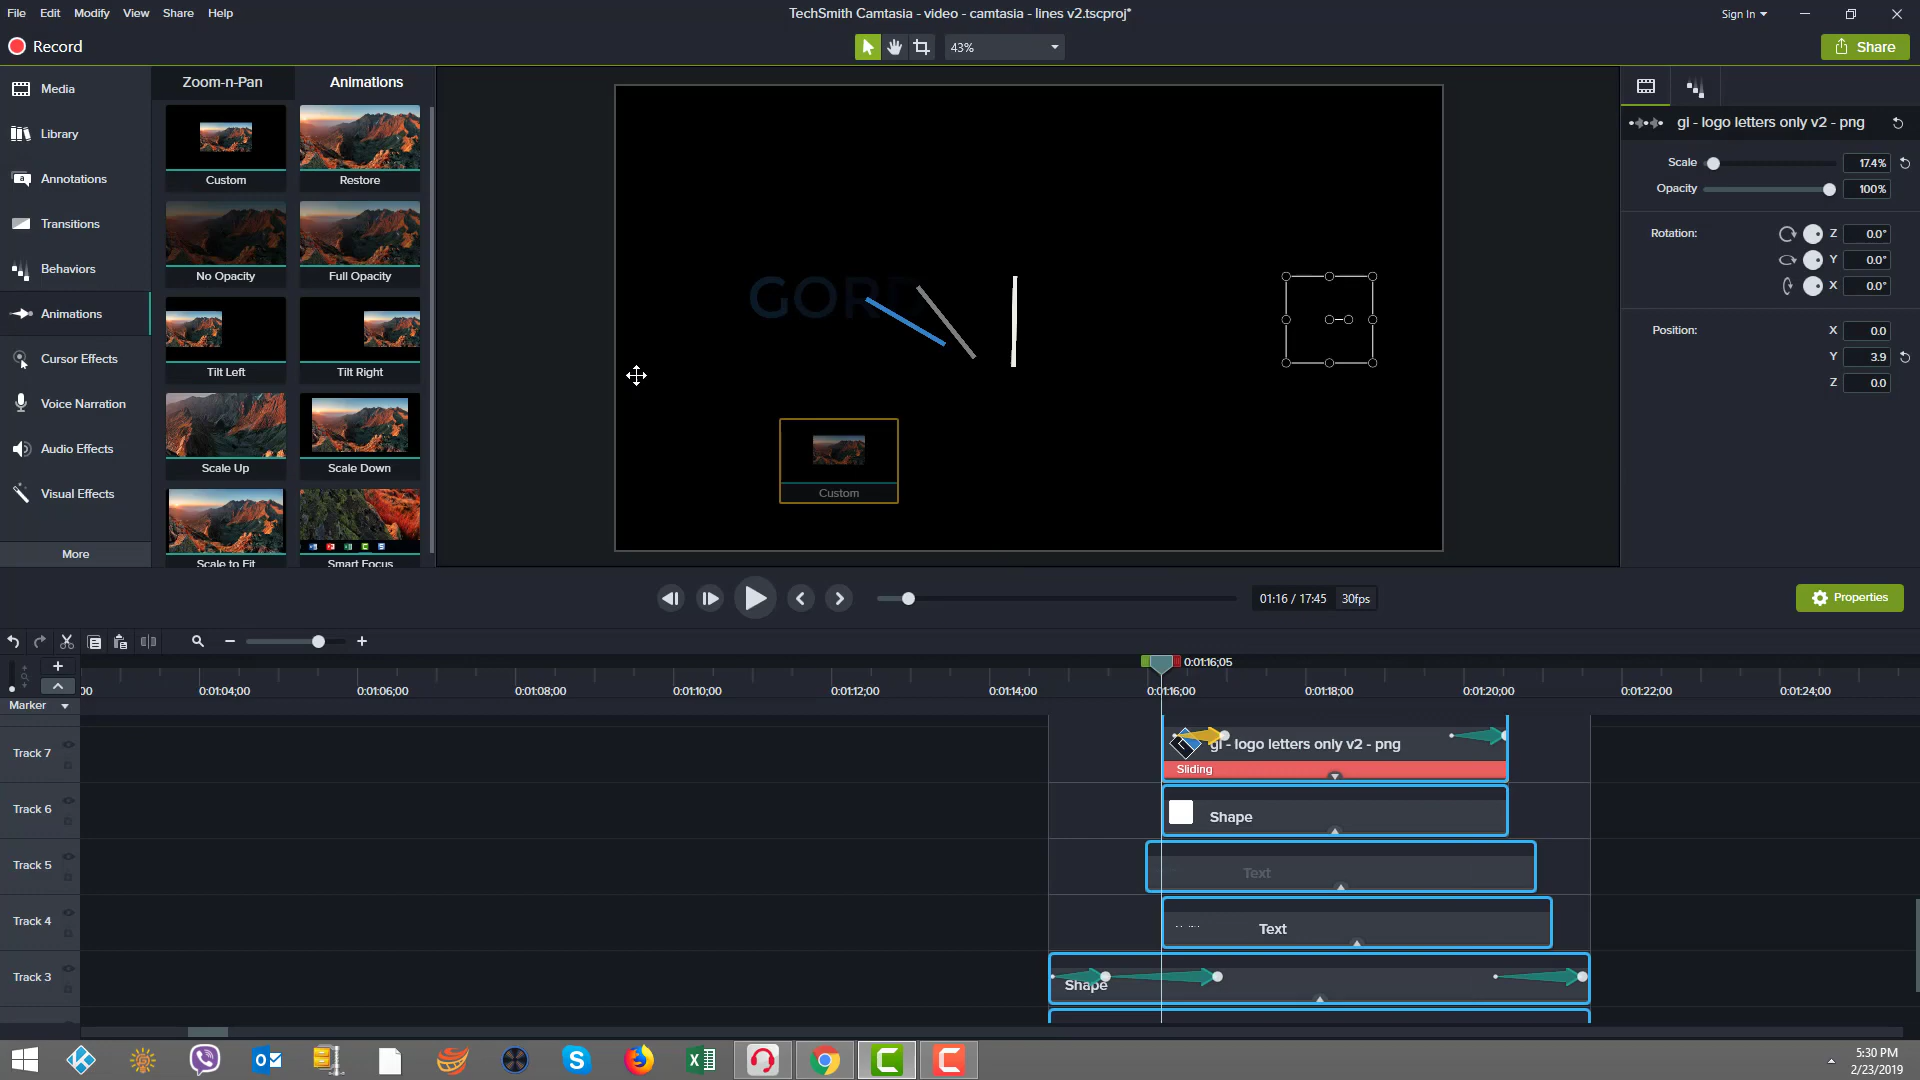 File Edit Modify View Share Help
TechSmith Camtasia - video - camtasia - lines v2.tscproj*
Sign In
Record
43%
Share
Media
Library
Annotations
Transitions
Behaviors
Animations
Cursor Effects
Voice Narration
Audio Effects
Visual Effects
More
Zoom-n-Pan Animations
Custom Restore
No Opacity Full Opacity
Tilt Left Tilt Right
Scale Up Scale Down
Scale to Fit Smart Focus
GOR
Custom
gl - logo letters only v2 - png
Scale 17.4%
Opacity 100%
Rotation: Z 0.0°
Y 0.0°
X 0.0°
Position: X 0.0
Y 3.9
Z 0.0
01:16 / 17:45 30fps
Properties
0:01:16;05
00 0:01:04;00 0:01:06;00 0:01:08;00 0:01:10;00 0:01:12;00 0:01:14;00 0:01:16;00 0:01:18;00 0:01:20;00 0:01:22;00 0:01:24;00
Marker
Track 7
gl - logo letters only v2 - png
Sliding
Track 6
Shape
Track 5
Text
Track 4
Text
Track 3
Shape
5:30 PM
2/23/2019